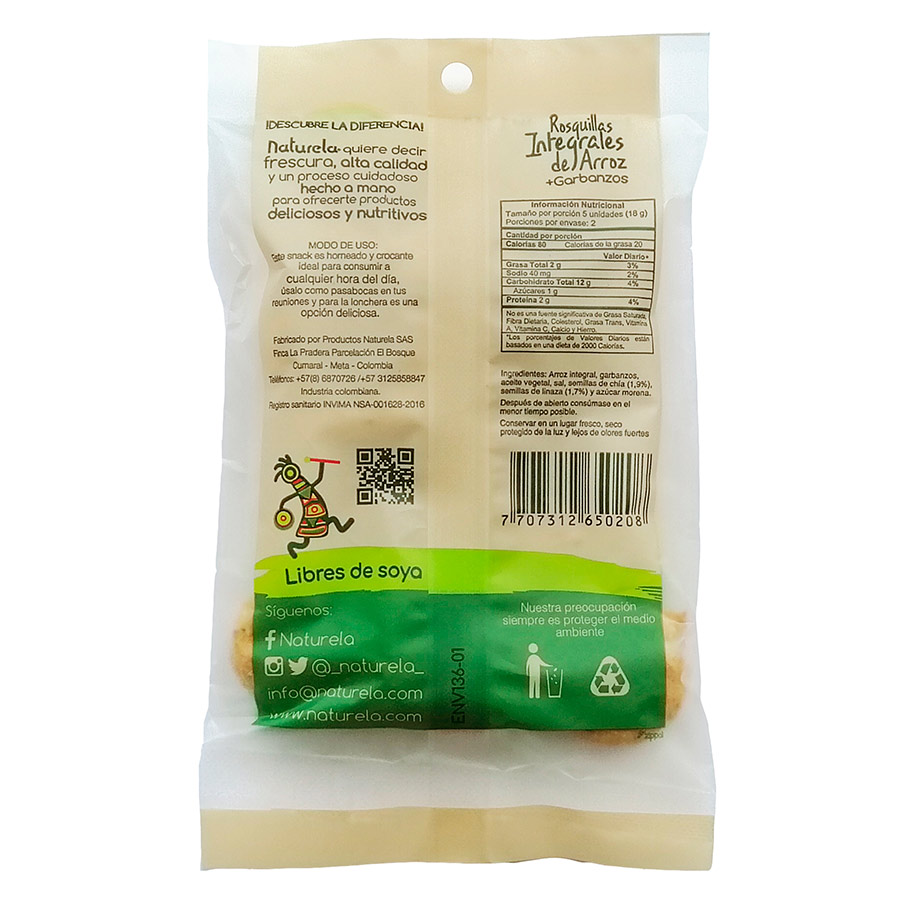 ¡DESCUBRE LA DIFERENCIA!
Naturela quiere decir
frescura, alta calidad
y un proceso cuidadoso
hecho a mano
para ofrecerte productos
deliciosos y nutritivos
MODO DE USO:
Este snack es horneado y crocante
ideal para consumir a
cualquier hora del día,
úsalo como pasabocas en tus
reuniones y para la lonchera es una
opción deliciosa.
Fabricado por Productos Naturela SAS
Finca La Pradera Parcelación El Bosque
Cumaral - Meta - Colombia
Teléfonos: +57(8) 6870726 /+57 3125858847
Industria colombiana.
Registro sanitario INVIMA NSA-001628-2016
Libres de soya
Síguenos:
Naturela
@_naturela_
info@naturela.com
www.naturela.com
ENV136-01
Rosquillas
Integrales
de Arroz
+Garbanzos
Información Nutricional
Tamaño por porción 5 unidades (18 g)
Porciones por envase: 2
Cantidad por porción
Calorías 80 Calorías de la grasa 20
Valor Diario*
Grasa Total 2 g 3%
Sodio 40 mg 2%
Carbohidrato Total 12 g 4%
Azúcares 1 g
Proteína 2 g 4%
No es una fuente significativa de Grasa Saturada,
Fibra Dietaria, Colesterol, Grasa Trans, Vitamina
A, Vitamina C, Calcio y Hierro.
*Los porcentajes de Valores Diarios están
basados en una dieta de 2000 Calorías.
Ingredientes: Arroz integral, garbanzos,
aceite vegetal, sal, semillas de chía (1,9%),
semillas de linaza (1,7%) y azúcar morena.
Después de abierto consúmase en el
menor tiempo posible.
Conservar en un lugar fresco, seco
protegido de la luz y lejos de olores fuertes
7 707312 650208
Nuestra preocupación
siempre es proteger el medio
ambiente